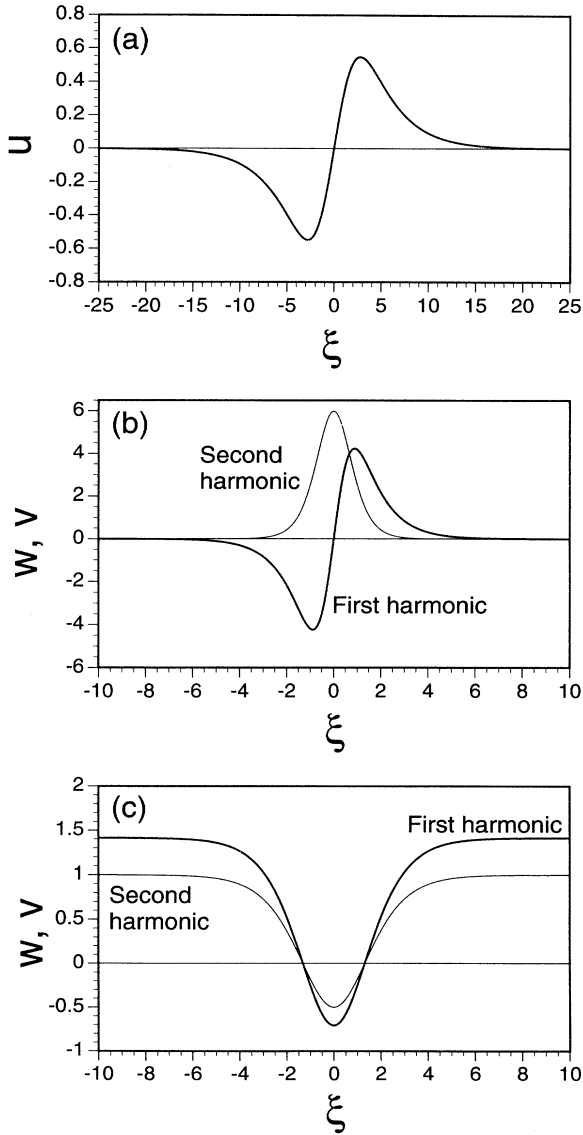 (a)
0.8
0.6
0.4
0.2
0
-0.2
-0.4
-0.6
-0.8
u
-25 -20 -10 -5 0 5 10 15 20 25
ξ
(b)
6
4
2
0
-2
-4
-6
w, v
Second
harmonic
First harmonic
-10 -8 -6 -4 -2 0 2 4 6 8 10
ξ
(c)
2
1.5
1
0.5
0
-0.5
-1
w, v
First harmonic
Second
harmonic
-10 -8 -6 -4 -2 0 2 4 6 8 10
ξ